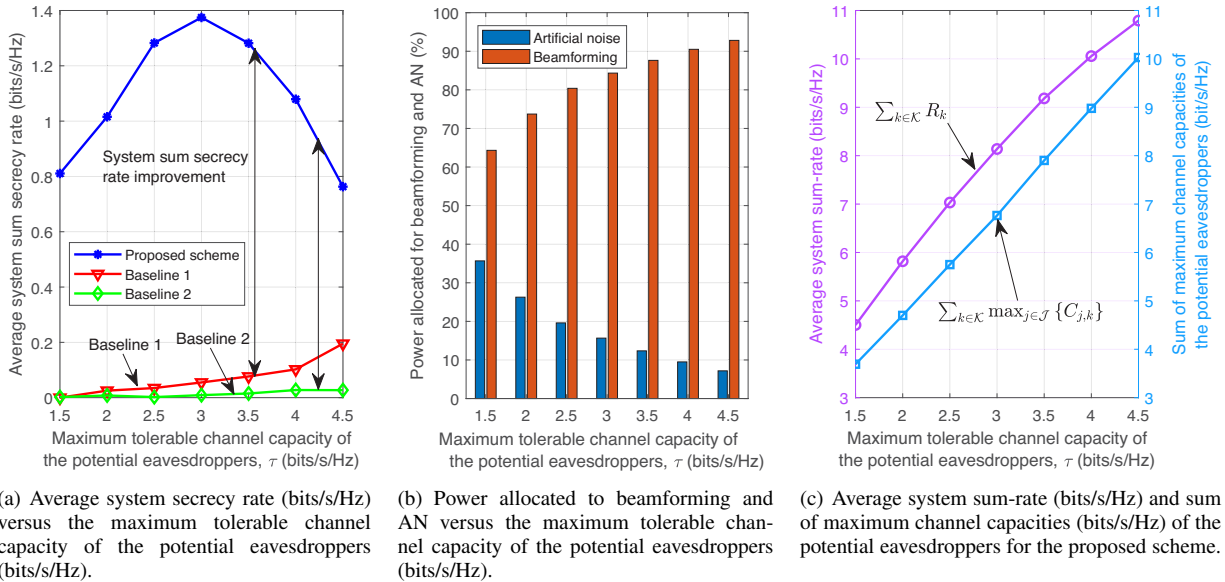 Average system sum secrecy rate (bits/s/Hz)
1.4
1.2
1
0.8
0.6
0.4
0.2
0
System sum secrecy
rate improvement
Proposed scheme
Baseline 1
Baseline 2
Baseline 1
Baseline 2
1.5 2 2.5 3 3.5 4 4.5
Maximum tolerable channel capacity of
the potential eavesdroppers, τ (bits/s/Hz)
(a) Average system secrecy rate (bits/s/Hz)
versus the maximum tolerable channel
capacity of the potential eavesdroppers
(bits/s/Hz).
Power allocated for beamforming and AN (%)
100
90
80
70
60
50
40
30
20
10
0
Artificial noise
Beamforming
1.5 2 2.5 3 3.5 4 4.5
Maximum tolerable channel capacity of
the potential eavesdroppers, τ (bits/s/Hz)
(b) Power allocated to beamforming and
AN versus the maximum tolerable chan-
nel capacity of the potential eavesdroppers
(bits/s/Hz).
Average system sum-rate (bits/s/Hz)
11
10
9
8
7
6
5
4
3
∑k∈𝒦 Rk
∑k∈𝒦 maxj∈𝒥 {Cj,k}
11
10
9
8
7
6
5
4
3
Sum of maximum channel capacities of
the potential eavesdroppers (bit/s/Hz)
1.5 2 2.5 3 3.5 4 4.5
Maximum tolerable channel capacity of
the potential eavesdroppers, τ (bits/s/Hz)
(c) Average system sum-rate (bits/s/Hz) and sum
of maximum channel capacities (bits/s/Hz) of the
potential eavesdroppers for the proposed scheme.